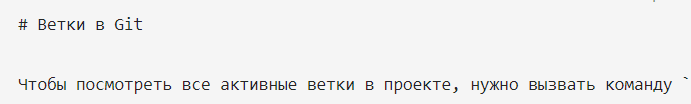 # Ветки в Git
Чтобы посмотреть все активные ветки в проекте, нужно вызвать команду `